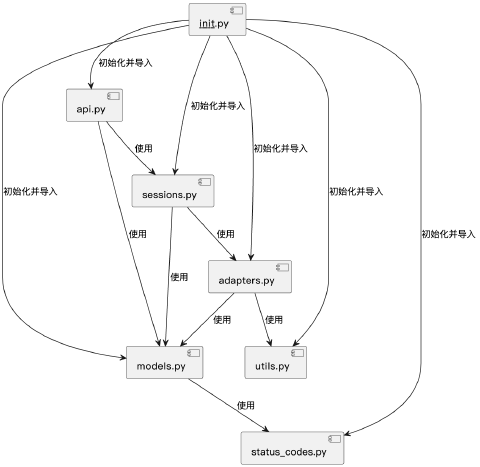 init.py
初始化并导入
api.py
初始化并导入
使用
sessions.py
初始化并导入
初始化并导入
初始化并导入
使用
使用
初始化并导入
使用
adapters.py
使用
使用
models.py
utils.py
使用
status_codes.py